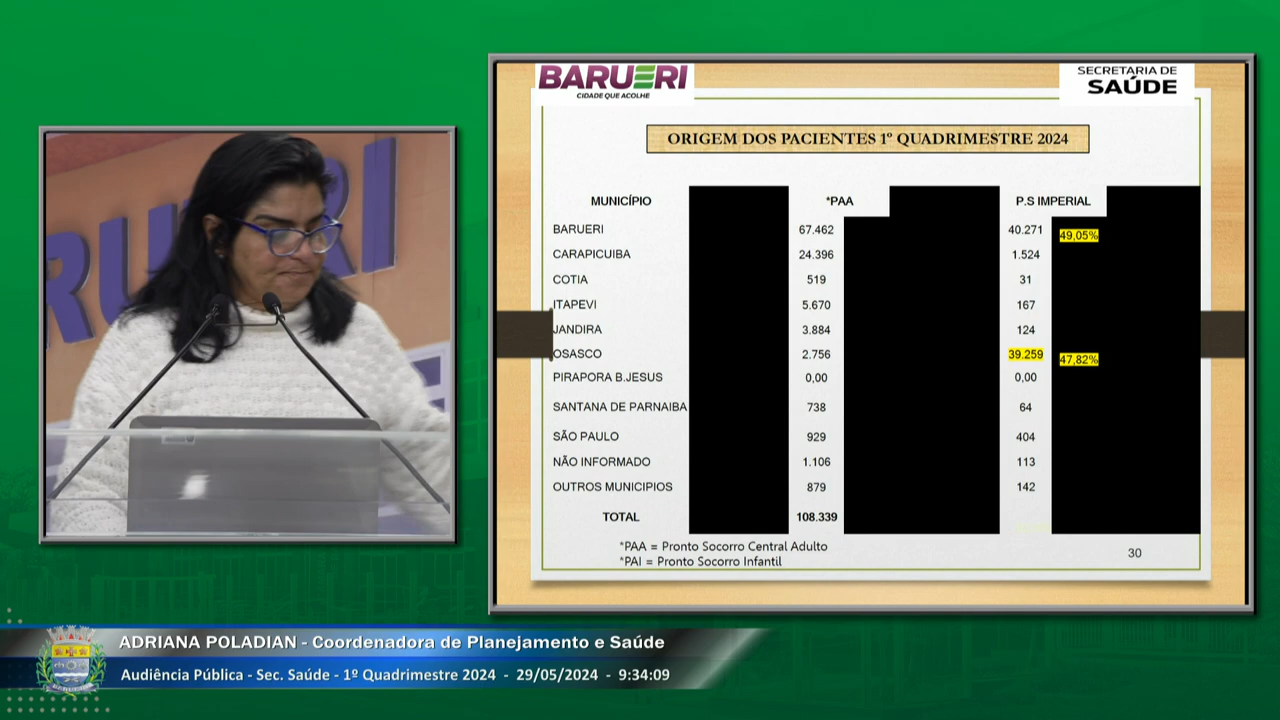 BARUERI
CIDADE QUE ACOLHE
SECRETARIA DE
SAÚDE
ORIGEM DOS PACIENTES 1º QUADRIMESTRE 2024
MUNICÍPIO *PAA P.S IMPERIAL
BARUERI 67.462 40.271 49,05%
CARAPICUIBA 24.396 1.524
COTIA 519 31
ITAPEVI 5.670 167
JANDIRA 3.884 124
OSASCO 2.756 39.259 47,82%
PIRAPORA B.JESUS 0,00 0,00
SANTANA DE PARNAIBA 738 64
SÃO PAULO 929 404
NÃO INFORMADO 1.106 113
OUTROS MUNICIPIOS 879 142
TOTAL 108.339
*PAA = Pronto Socorro Central Adulto
*PAI = Pronto Socorro Infantil
30
ADRIANA POLADIAN - Coordenadora de Planejamento e Saúde
Audiência Pública - Sec. Saúde - 1º Quadrimestre 2024 - 29/05/2024 - 9:34:09